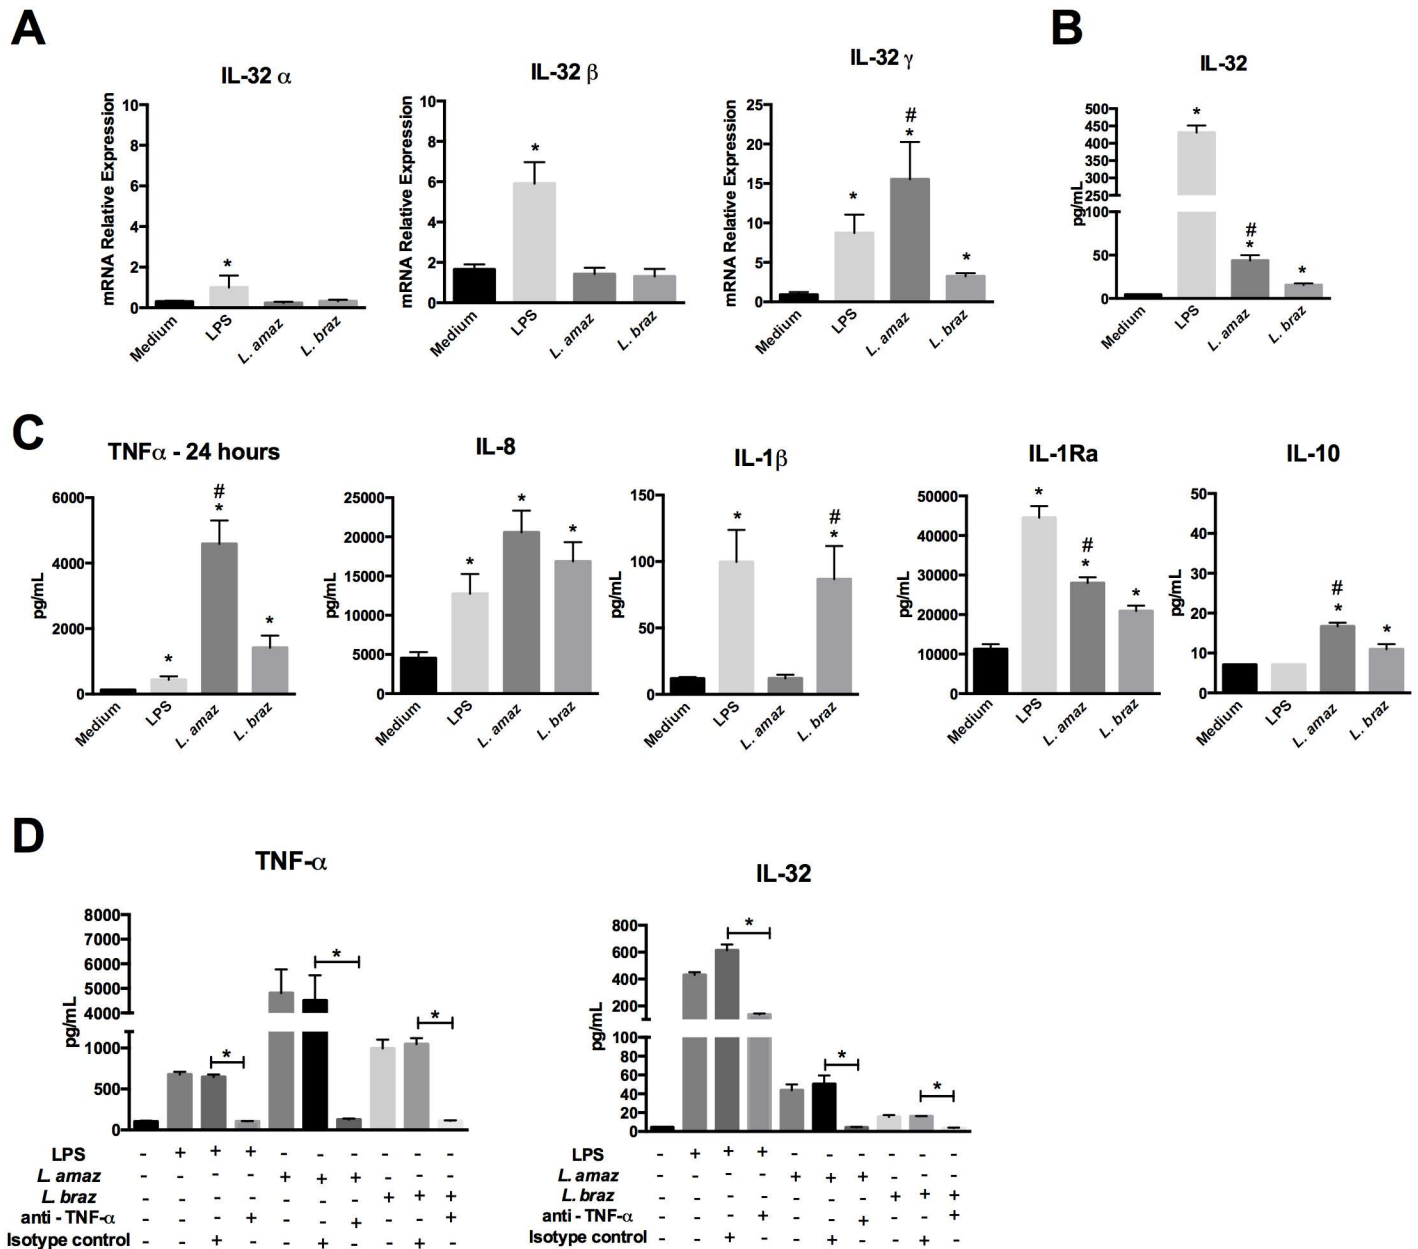 A
B
IL-32 α
IL-32 β
IL-32 γ
IL-32
mRNA Relative Expression
10
8
6
4
2
0
*
Medium
LPS
L. amaz
L. braz
mRNA Relative Expression
10
8
6
4
2
0
*
Medium
LPS
L. amaz
L. braz
mRNA Relative Expression
25
20
15
10
5
0
*
#
*
*
Medium
LPS
L. amaz
L. braz
pg/mL
500
450
400
350
300
250
100
50
0
*
#
*
*
Medium
LPS
L. amaz
L. braz
C
TNFα - 24 hours
IL-8
IL-1β
IL-1Ra
IL-10
pg/mL
6000
4000
2000
0
*
#
*
*
Medium
LPS
L. amaz
L. braz
pg/mL
25000
20000
15000
10000
5000
0
*
*
*
Medium
LPS
L. amaz
L. braz
pg/mL
150
100
50
0
*
#
*
Medium
LPS
L. amaz
L. braz
pg/mL
50000
40000
30000
20000
10000
0
*
#
*
*
Medium
LPS
L. amaz
L. braz
pg/mL
50
40
30
20
10
0
#
*
*
Medium
LPS
L. amaz
L. braz
D
TNF-α
pg/mL
8000
7000
6000
5000
4000
1000
500
0
*
*
*
LPS - + + + - - - - - -
L. amaz - - - - + + + - - -
L. braz - - - - - - - + + +
anti - TNF-α - - - + - - + - - +
Isotype control - - + - - + - - + -
IL-32
pg/mL
800
600
400
200
100
80
60
40
20
0
*
*
*
LPS - + + + - - - - - -
L. amaz - - - - + + + - - -
L. braz - - - - - - - + + +
anti - TNF-α - - - + - - + - - +
Isotype control - - + - - + - - + -